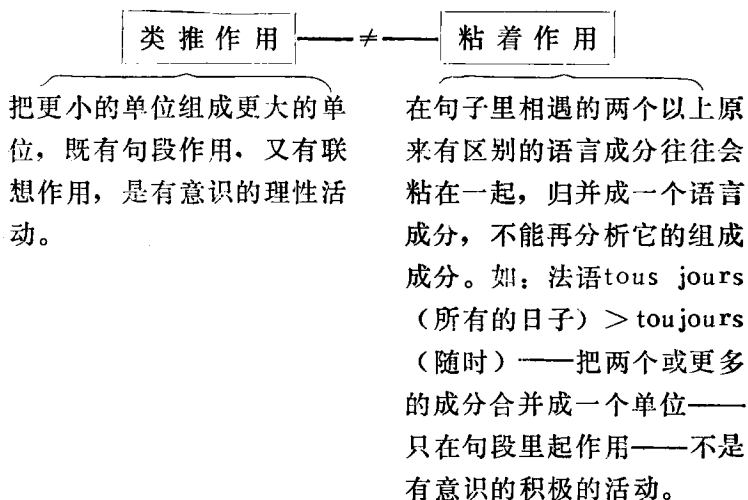 类推作用——≠——粘着作用
把更小的单位组成更大的单
位，既有句段作用，又有联
想作用，是有意识的理性活
动。
在句子里相遇的两个以上原
来有区别的语言成分往往会
粘在一起，归并成一个语言
成分，不能再分析它的组成
成分。如：法语tous jours
（所有的日子）＞toujours
（随时）——把两个或更多
的成分合并成一个单位——
只在句段里起作用——不是
有意识的积极的活动。